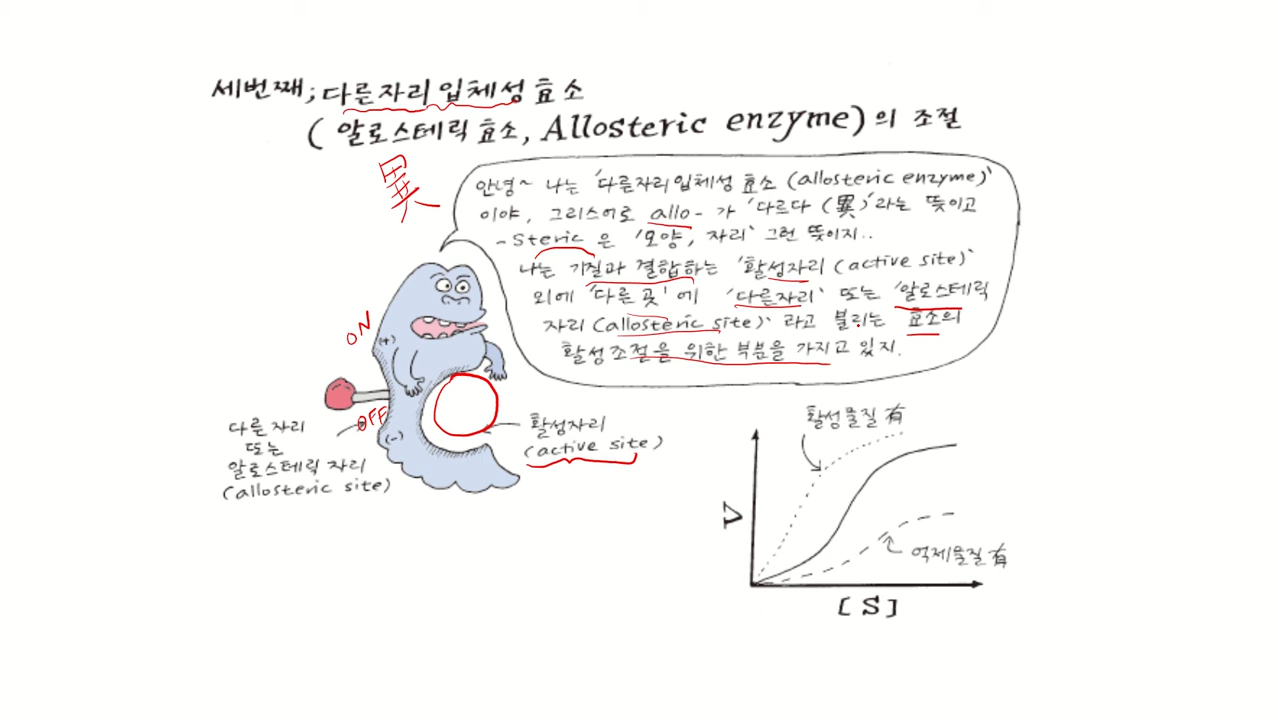 세번째; 다른자리 입체성 효소
(알로스테릭 효소, Allosteric enzyme)의 조절
異
안녕~ 나는 '다른자리입체성 효소 (allosteric enzyme)'
이야, 그리스어로 allo- 가 '다르다 (異)'라는 뜻이고
-steric 은 '모양, 자리' 그런 뜻이지..
나는 기질과 결합하는 '활성자리 (active site)'
외에 '다른 곳'에 '다른자리' 또는 '알로스테릭
자리 (allosteric site)' 라고 불리는 효소의
활성조절을 위한 부분을 가지고 있지.
ON
(+)
OFF
(-)
다른자리
또는
알로스테릭 자리
(allosteric site)
활성자리
(active site)
활성물질 有
V
억제물질 有
[S]